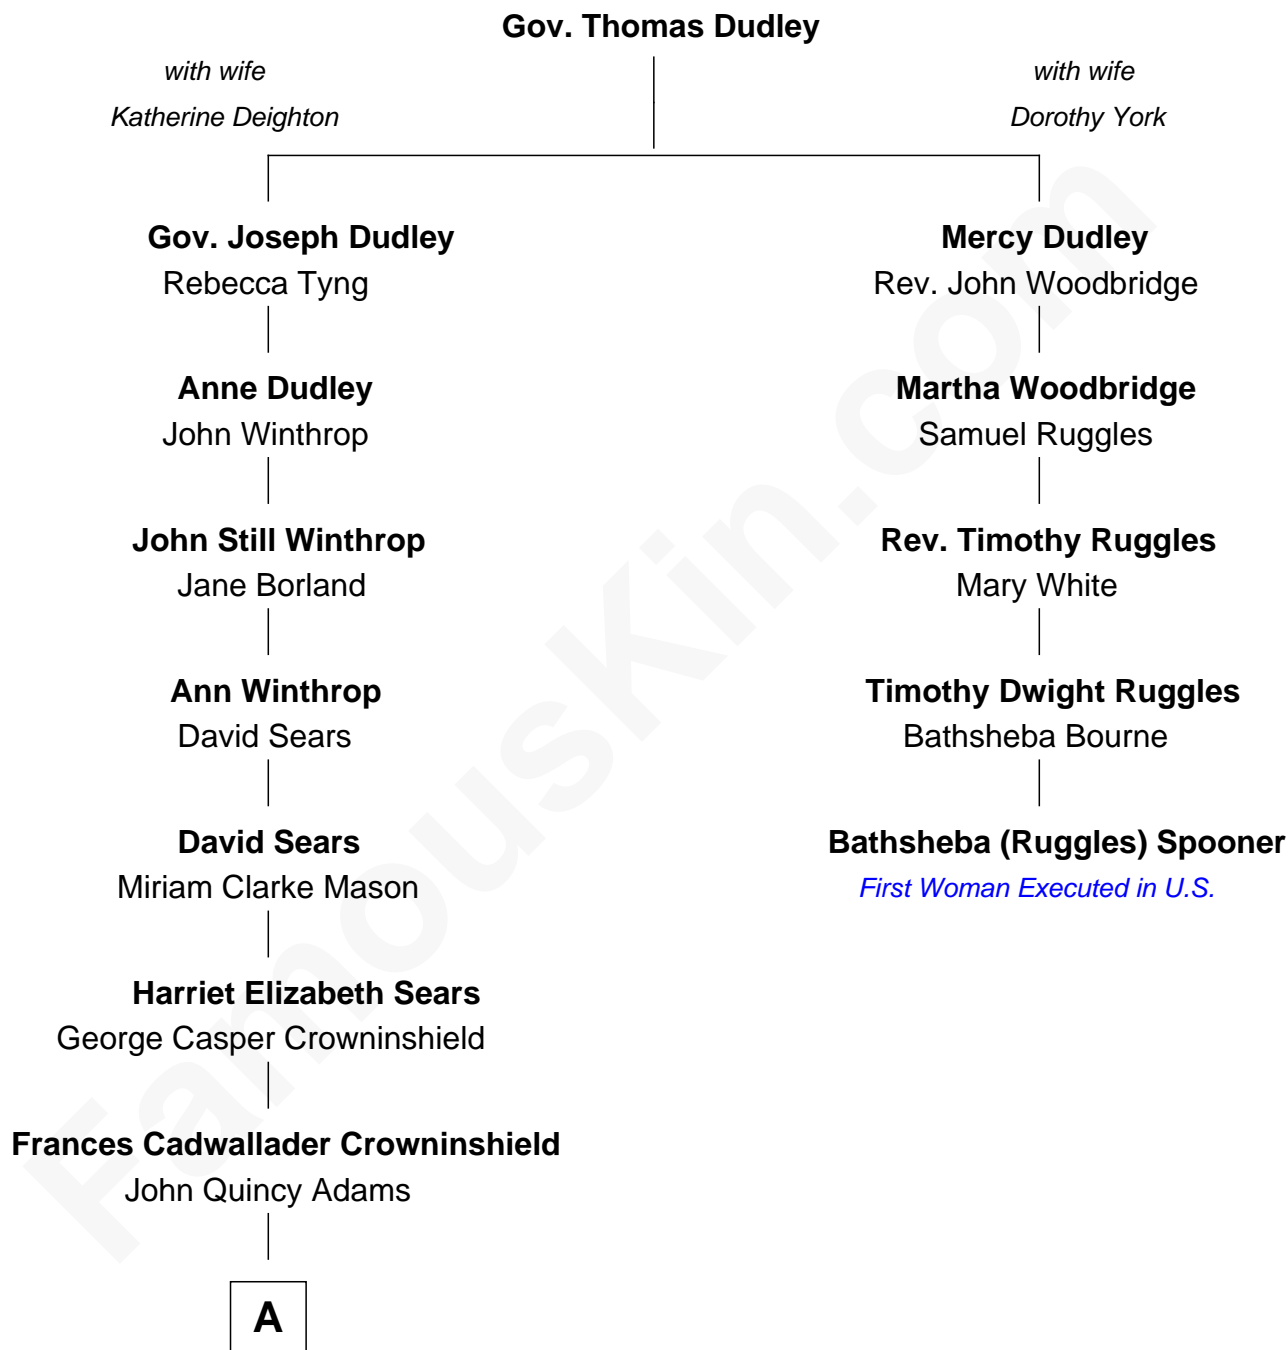 Gov. Thomas Dudley
with wife
Katherine Deighton
with wife
Dorothy York
Gov. Joseph Dudley
Rebecca Tyng
Mercy Dudley
Rev. John Woodbridge
Anne Dudley
John Winthrop
Martha Woodbridge
Samuel Ruggles
John Still Winthrop
Jane Borland
Rev. Timothy Ruggles
Mary White
Ann Winthrop
David Sears
Timothy Dwight Ruggles
Bathsheba Bourne
David Sears
Miriam Clarke Mason
Bathsheba (Ruggles) Spooner
First Woman Executed in U.S.
Harriet Elizabeth Sears
George Casper Crowninshield
Frances Cadwallader Crowninshield
John Quincy Adams
A
FamousKin.com